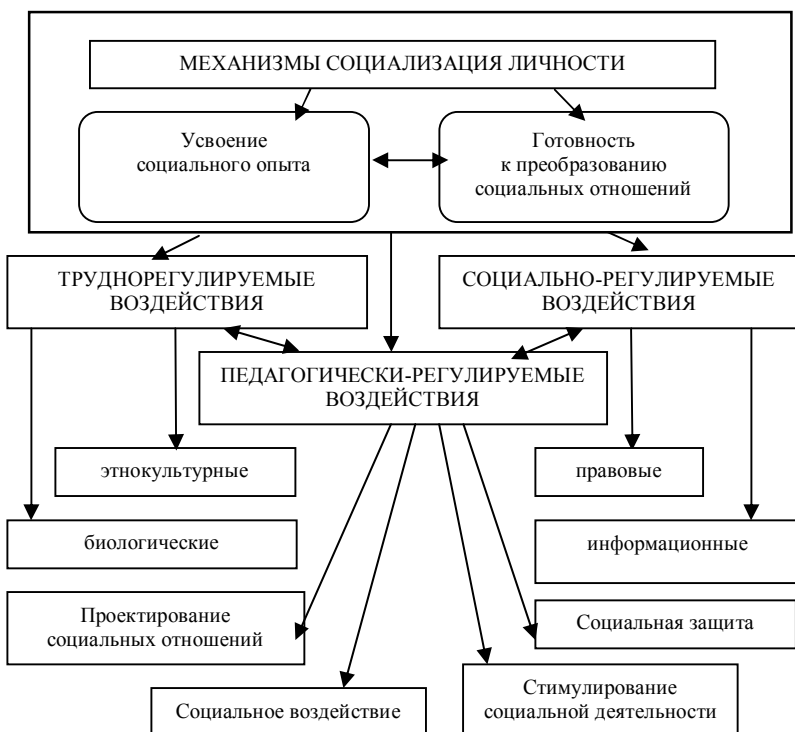 МЕХАНИЗМЫ СОЦИАЛИЗАЦИЯ ЛИЧНОСТИ
Усвоение
социального опыта
Готовность
к преобразованию
социальных отношений
ТРУДНОРЕГУЛИРУЕМЫЕ
ВОЗДЕЙСТВИЯ
СОЦИАЛЬНО-РЕГУЛИРУЕМЫЕ
ВОЗДЕЙСТВИЯ
ПЕДАГОГИЧЕСКИ-РЕГУЛИРУЕМЫЕ
ВОЗДЕЙСТВИЯ
этнокультурные
правовые
биологические
информационные
Проектирование
социальных отношений
Социальная защита
Социальное воздействие
Стимулирование
социальной деятельности